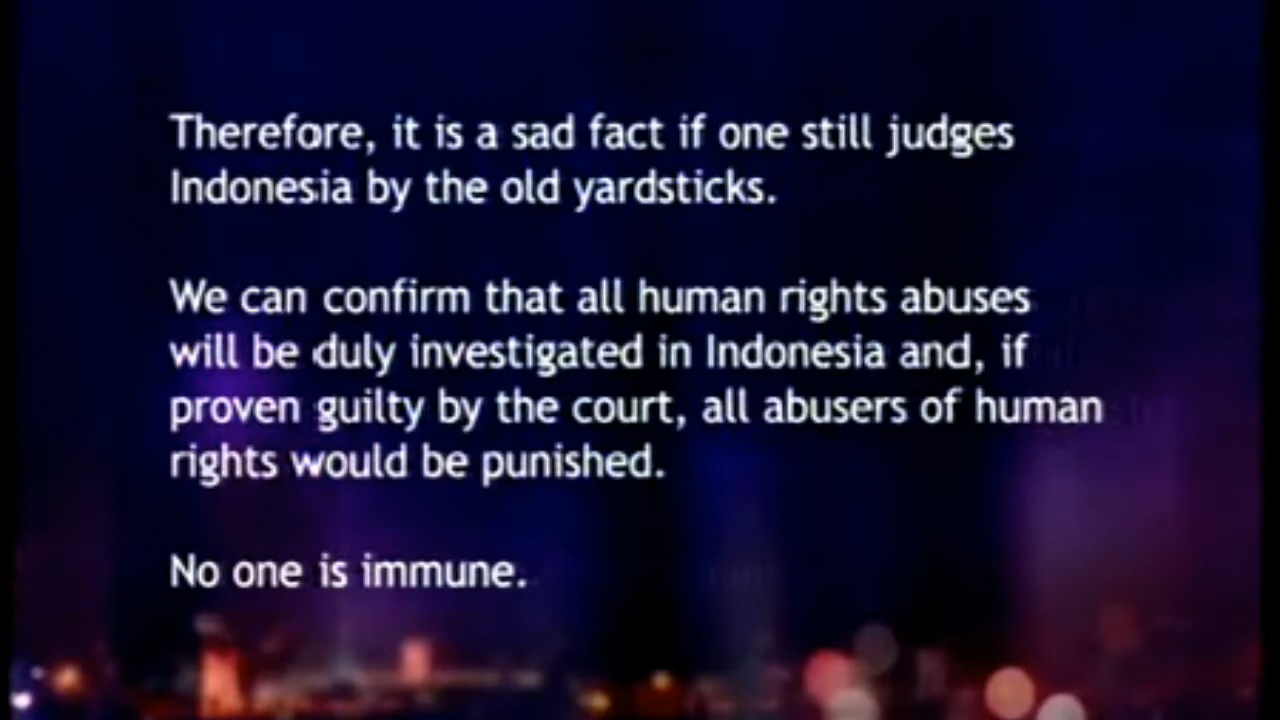 Therefore, it is a sad fact if one still judges
Indonesia by the old yardsticks.
We can confirm that all human rights abuses
will be duly investigated in Indonesia and, if
proven guilty by the court, all abusers of human
rights would be punished.
No one is immune.